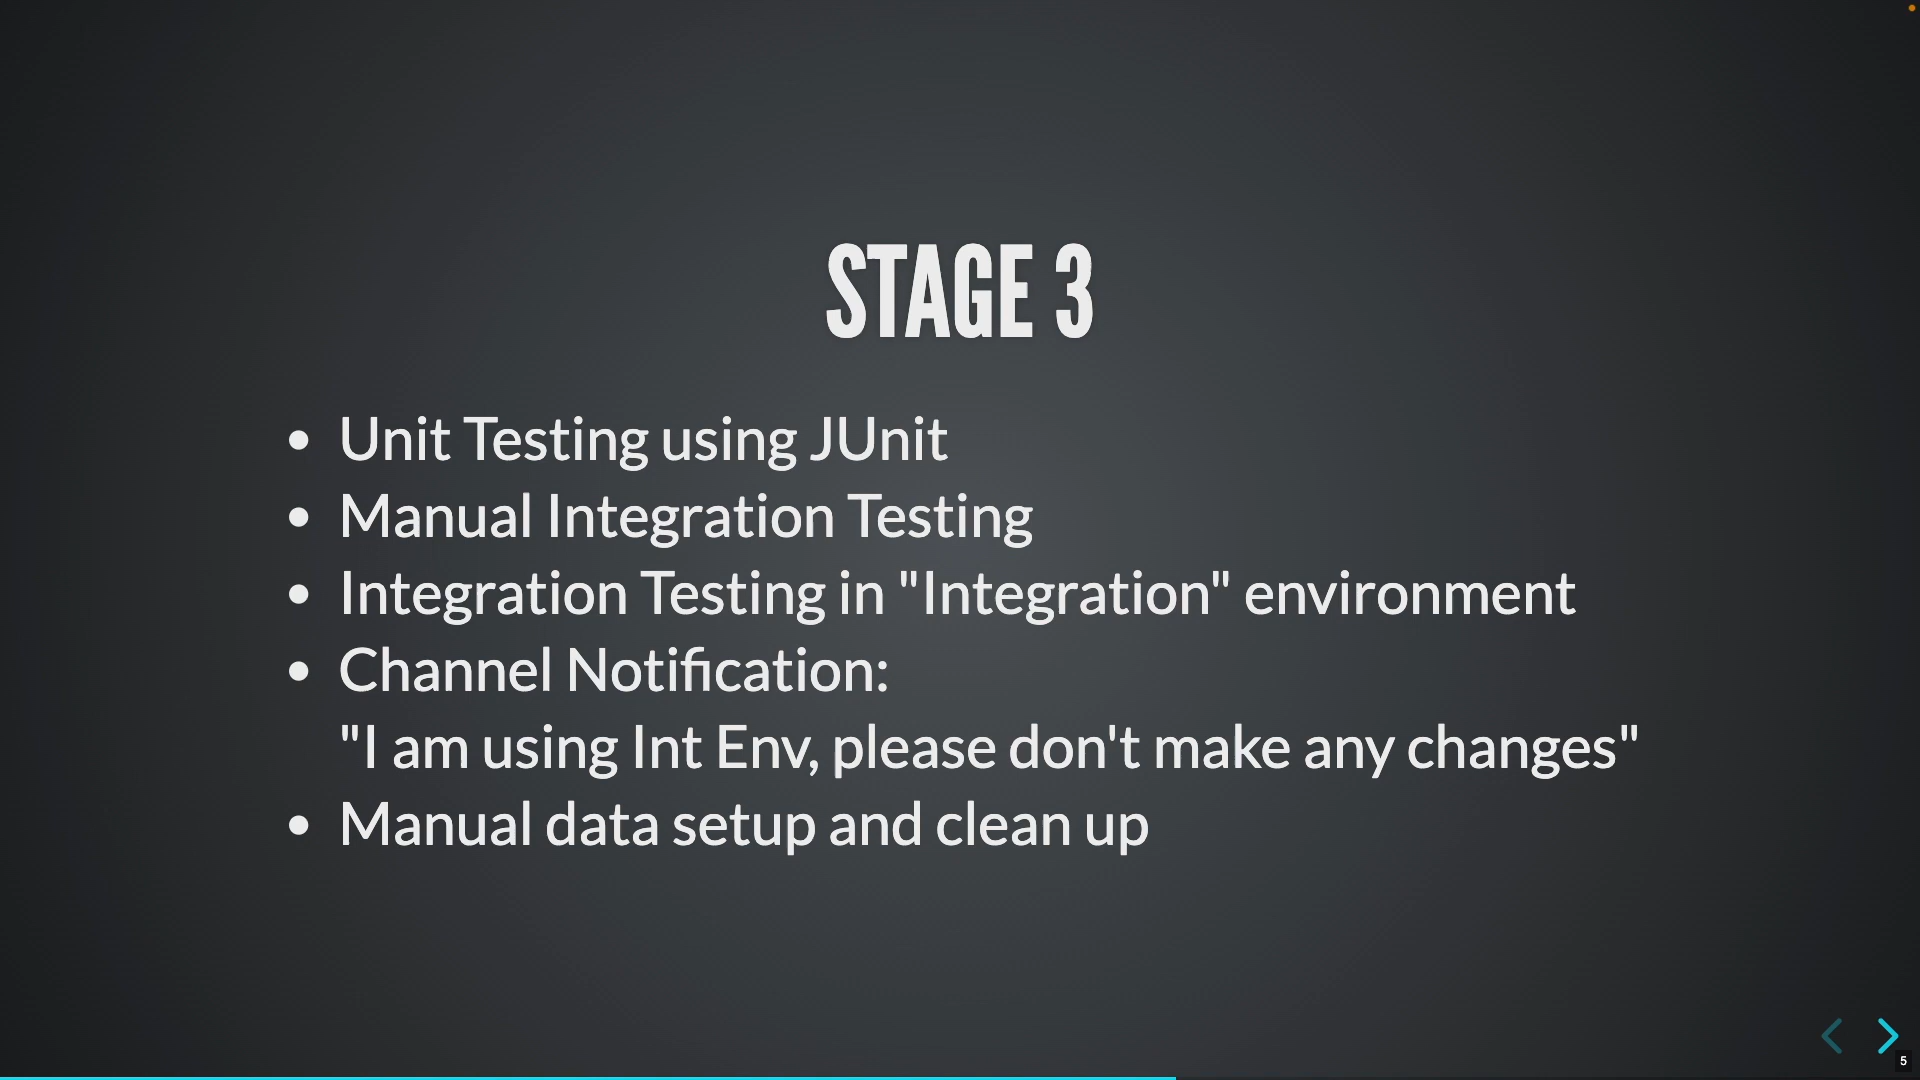 STAGE 3
Unit Testing using JUnit
Manual Integration Testing
Integration Testing in "Integration" environment
Channel Notification:
"I am using Int Env, please don't make any changes"
Manual data setup and clean up
5